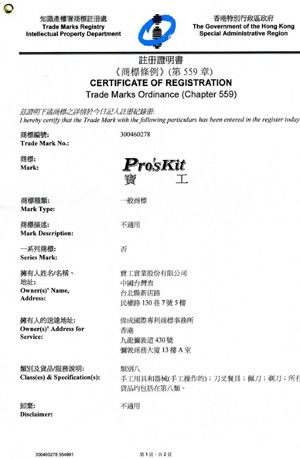 知識產權署商標註冊處
Trade Marks Registry
Intellectual Property Department
香港特別行政區政府
The Government of the Hong Kong
Special Administrative Region
註冊證明書
《商標條例》(第 559 章)
CERTIFICATE OF REGISTRATION
Trade Marks Ordinance (Chapter 559)
茲證明下述商標之詳情於今日記入註冊紀錄冊:
I hereby certify that the Trade Mark with the following particulars has been entered in the register today
商標編號:
Trade Mark No.:
300460278
商標:
Mark:
Pro'sKit
寶工
商標種類:
Mark Type:
一般商標
商標描述:
Mark Description:
不適用
一系列商標:
Series Mark:
否
擁有人姓名/名稱、
地址:
Owner(s)' Name,
Address:
寶工實業股份有限公司
中國台灣省
台北縣新店路
民權路 130 巷 7 號 5 樓
擁有人的送達地址:
Owner(s)' Address for
Service:
偉成國際專利商標事務所
香港
九龍彌敦道 430 號
彌敦商務大廈 13 樓 A 室
類別及貨品/服務說明:
Class(es) & Specification(s):
類別八
手工用具和器械(手工操作的);刀叉餐具;佩刀;剃刀;所有
貨品均包括在第八類。
卸棄:
Disclaimer:
不適用
300460278 564991
第 1 頁,共 2 頁